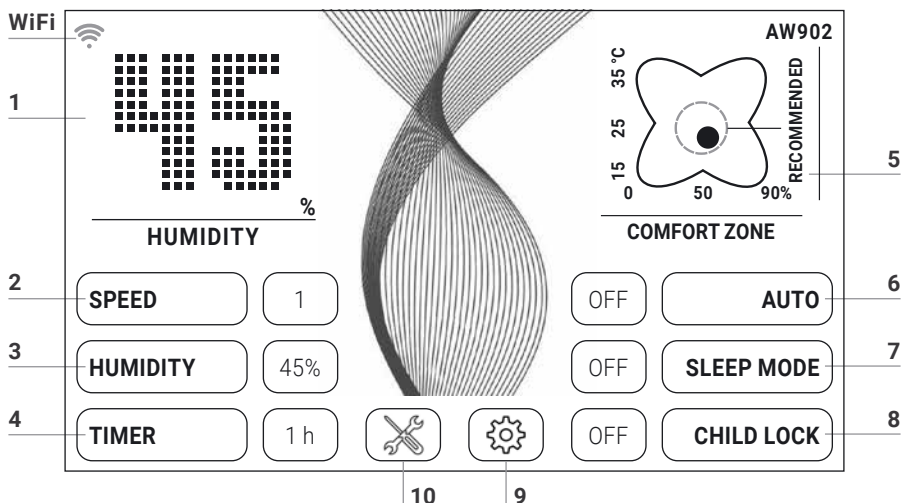 WiFi
AW902
1
45
%
HUMIDITY
35 °C
25
15
0 50 90%
RECOMMENDED
5
COMFORT ZONE
2
SPEED 1
OFF AUTO
6
3
HUMIDITY 45%
OFF SLEEP MODE
7
4
TIMER 1 h
OFF CHILD LOCK
8
10 9